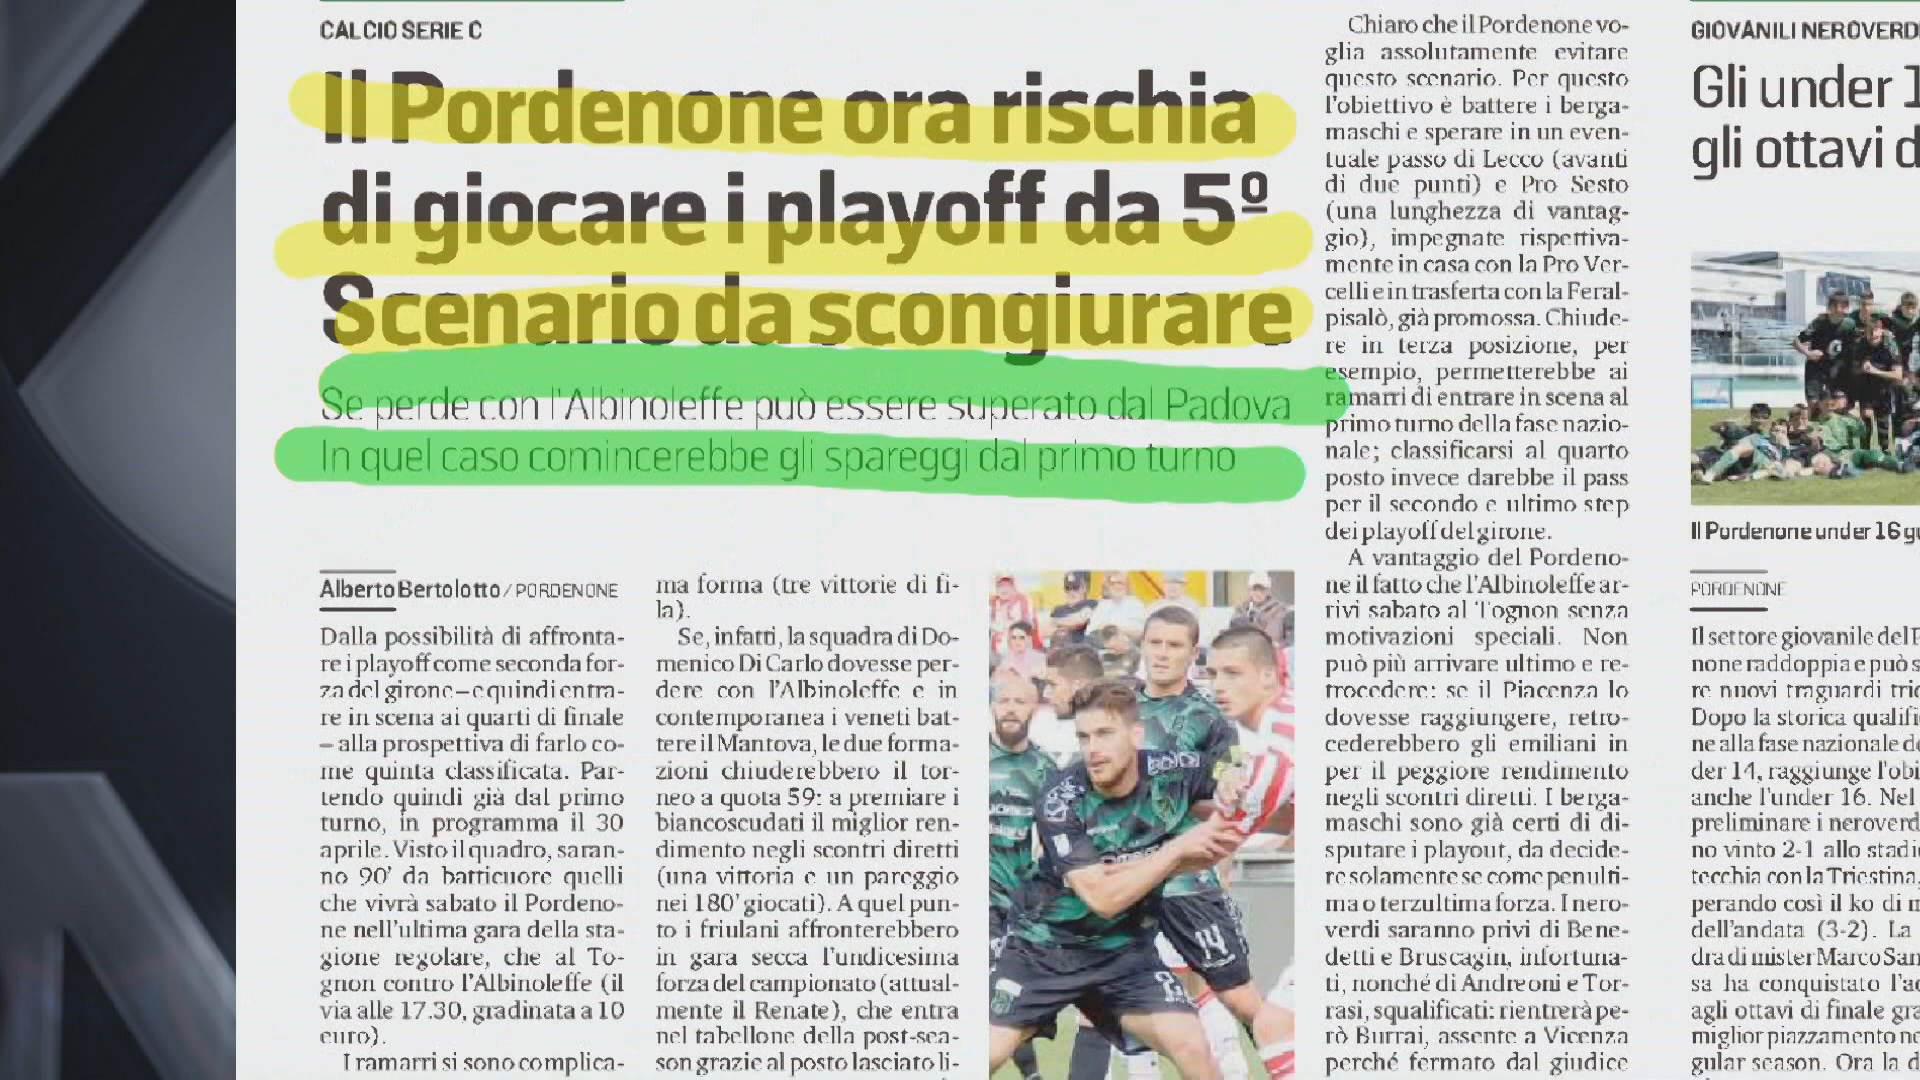 CALCIO SERIE C
Il Pordenone ora rischia
di giocare i playoff da 5º
Scenario da scongiurare
Se perde con l'Albinoleffe può essere superato dal Padova
In quel caso comincerebbe gli spareggi dal primo turno
Alberto Bertolotto / PORDENONE
Dalla possibilità di affronta-
re i playoff come seconda for-
za del girone – e quindi entra-
re in scena ai quarti di finale
– alla prospettiva di farlo co-
me quinta classificata. Par-
tendo quindi già dal primo
turno, in programma il 30
aprile. Visto il quadro, saran-
no 90' da batticuore quelli
che vivrà sabato il Pordeno-
ne nell'ultima gara della sta-
gione regolare, che al To-
gnon contro l'Albinoleffe (il
via alle 17.30, gradinata a 10
euro).
I ramarri si sono complica-
ma forma (tre vittorie di fi-
la).
Se, infatti, la squadra di Do-
menico Di Carlo dovesse per-
dere con l'Albinoleffe e in
contemporanea i veneti bat-
tere il Mantova, le due forma-
zioni chiuderebbero il tor-
neo a quota 59: a premiare i
biancoscudati il miglior ren-
dimento negli scontri diretti
(una vittoria e un pareggio
nei 180' giocati). A quel pun-
to i friulani affronterebbero
in gara secca l'undicesima
forza del campionato (attual-
mente il Renate), che entra
nel tabellone della post-sea-
son grazie al posto lasciato li-
14
Chiaro che il Pordenone vo-
glia assolutamente evitare
questo scenario. Per questo
l'obiettivo è battere i berga-
maschi e sperare in un even-
tuale passo di Lecco (avanti
di due punti) e Pro Sesto
(una lunghezza di vantag-
gio), impegnate rispettiva-
mente in casa con la Pro Ver-
celli e in trasferta con la Feral-
pisalò, già promossa. Chiude-
re in terza posizione, per
esempio, permetterebbe ai
ramarri di entrare in scena al
primo turno della fase nazio-
nale; classificarsi al quarto
posto invece darebbe il pass
per il secondo e ultimo step
dei playoff del girone.
A vantaggio del Pordeno-
ne il fatto che l'Albinoleffe ar-
rivi sabato al Tognon senza
motivazioni speciali. Non
può più arrivare ultimo e re-
trocedere: se il Piacenza lo
dovesse raggiungere, retro-
cederebbero gli emiliani in
per il peggiore rendimento
negli scontri diretti. I berga-
maschi sono già certi di di-
sputare i playout, da decide-
re solamente se come penulti-
ma o terzultima forza. I nero-
verdi saranno privi di Bene-
detti e Bruscagin, infortuna-
ti, nonché di Andreoni e Tor-
rasi, squalificati: rientrerà pe-
rò Burrai, assente a Vicenza
perché fermato dal giudice
GIOVANILI NEROVERD
Gli under 1
gli ottavi d
Il Pordenone under 16 gu
PORDENONE
Il settore giovanile del P
none raddoppia e può s
re nuovi traguardi tric
Dopo la storica qualifi
ne alla fase nazionale de
der 14, raggiunge l'obi
anche l'under 16. Nel
preliminare i neroverd
no vinto 2-1 allo stadi
tecchia con la Triestina,
perando così il ko di m
dell'andata (3-2). La
dra di mister Marco San
sa ha conquistato l'ac
agli ottavi di finale gra
miglior piazzamento ne
gular season. Ora la d